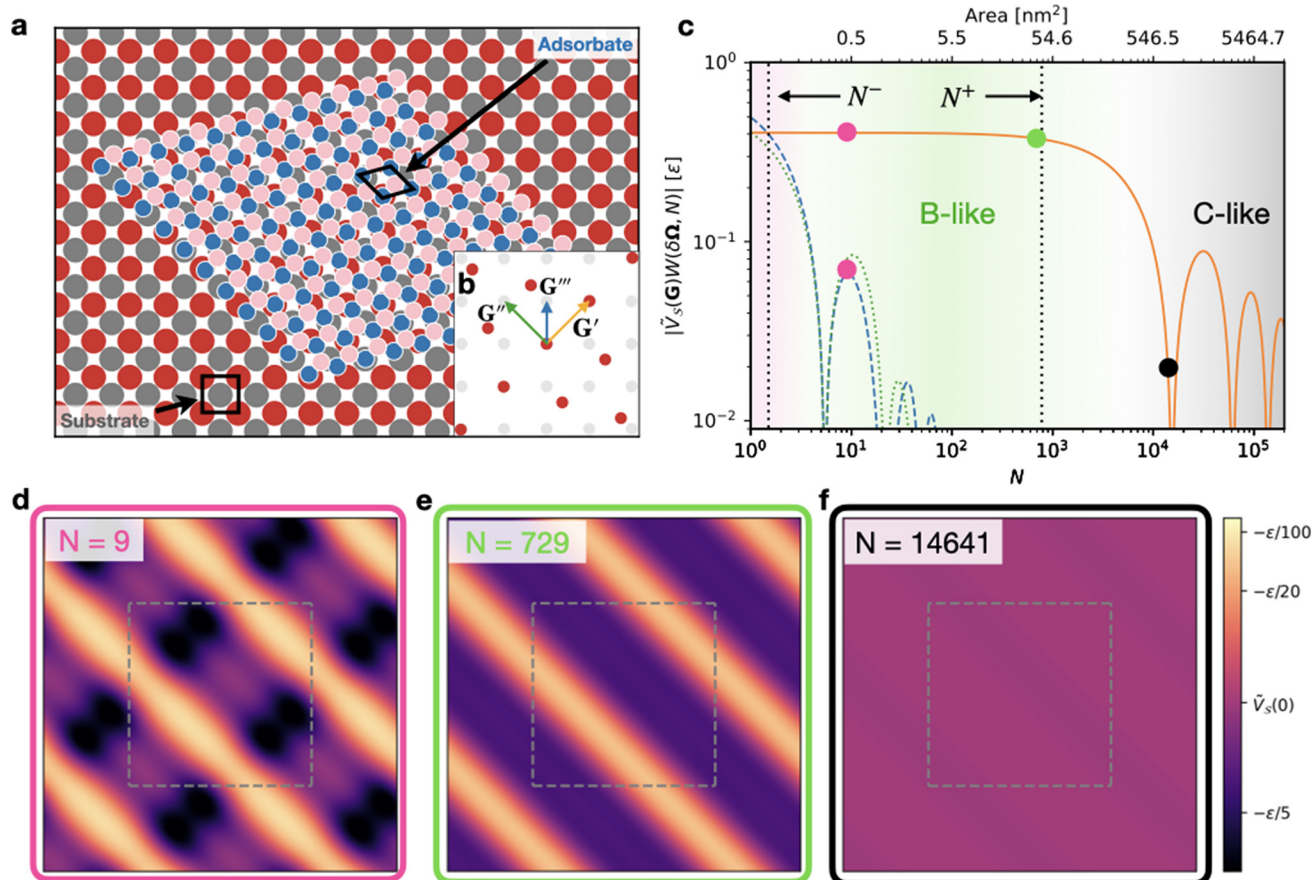 a
Adsorbate
Substrate
b
G'''
G''
G'
c
Area [nm²]
0.5 5.5 54.6 546.5 5464.7
10⁰
10⁻¹
10⁻²
|Ṽ_S(G)W(δΩ, N)| [ε]
N⁻ N⁺
B-like
C-like
10⁰ 10¹ 10² 10³ 10⁴ 10⁵
N
d
N = 9
e
N = 729
f
N = 14641
−ε/100
−ε/20
Ṽ_S(0)
−ε/5